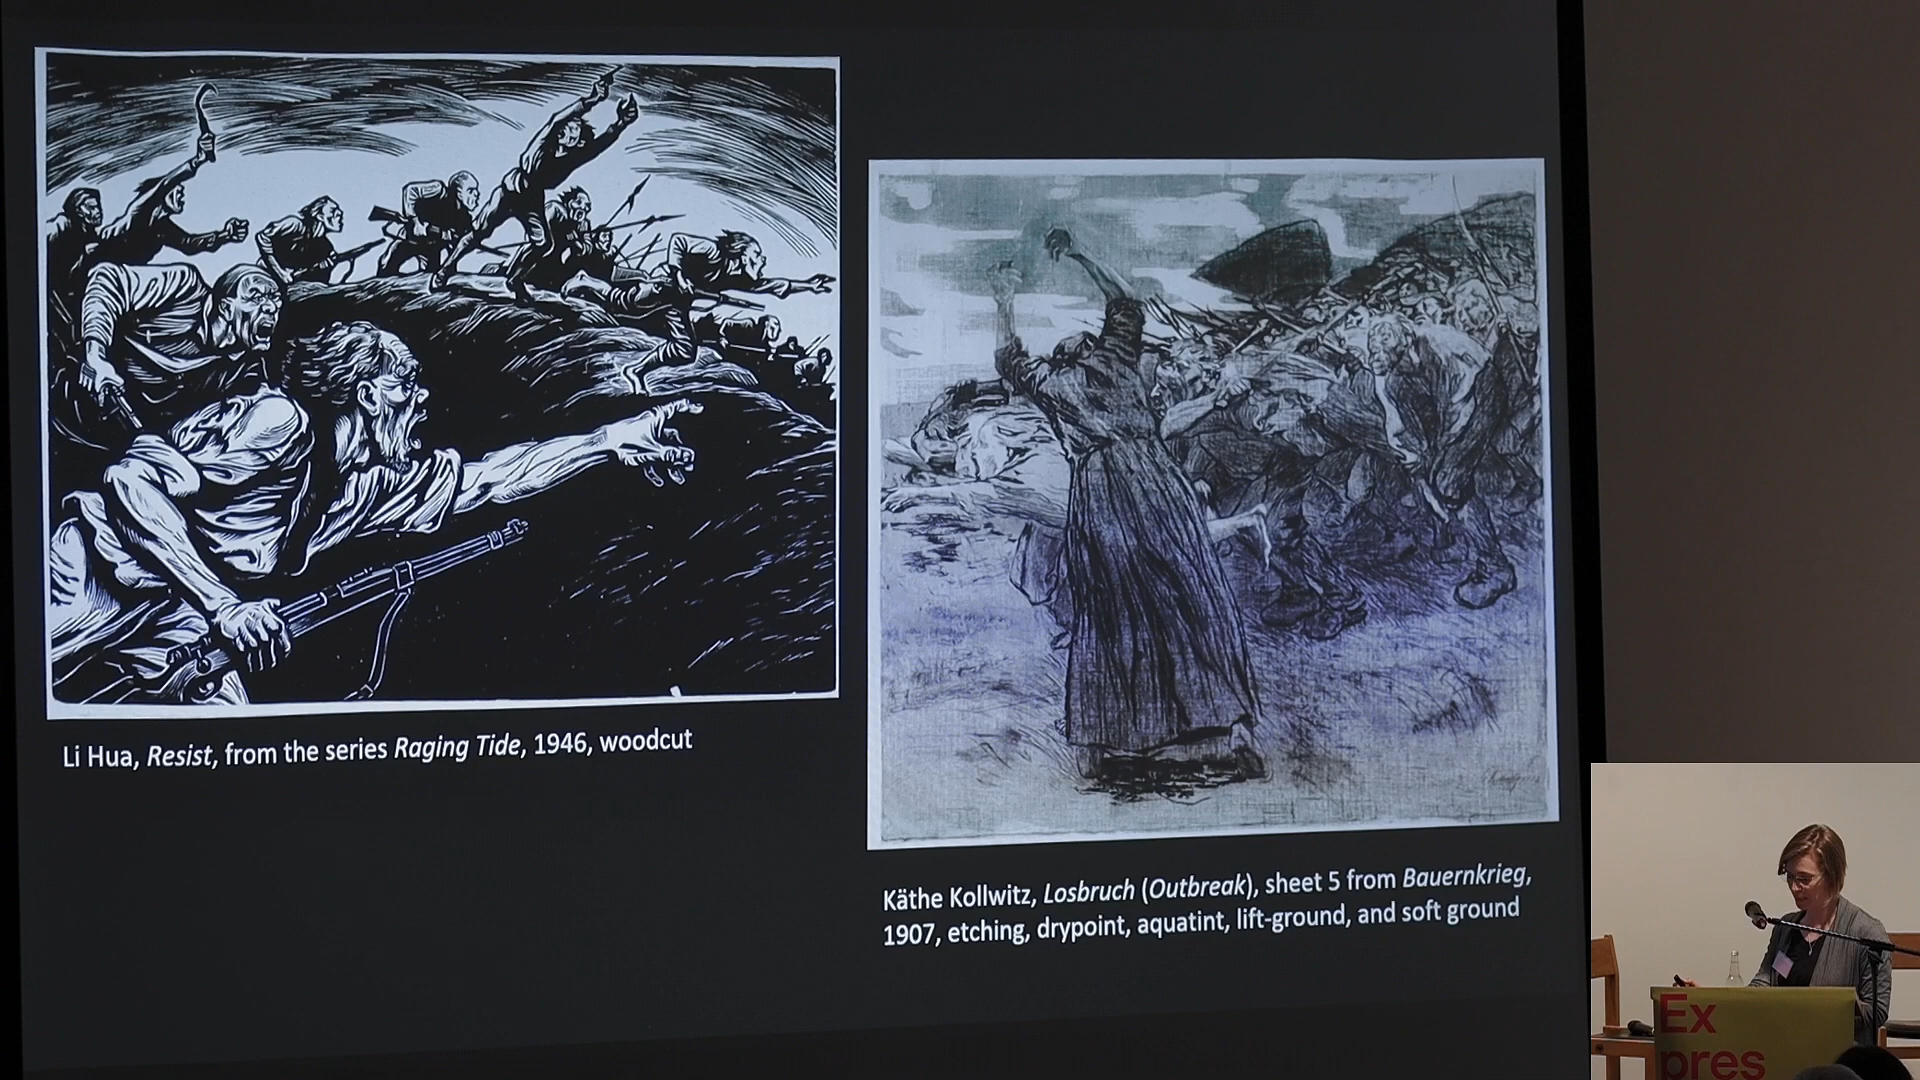 Li Hua, Resist, from the series Raging Tide, 1946, woodcut
Käthe Kollwitz, Losbruch (Outbreak), sheet 5 from Bauernkrieg,
1907, etching, drypoint, aquatint, lift-ground, and soft ground
Ex
pres